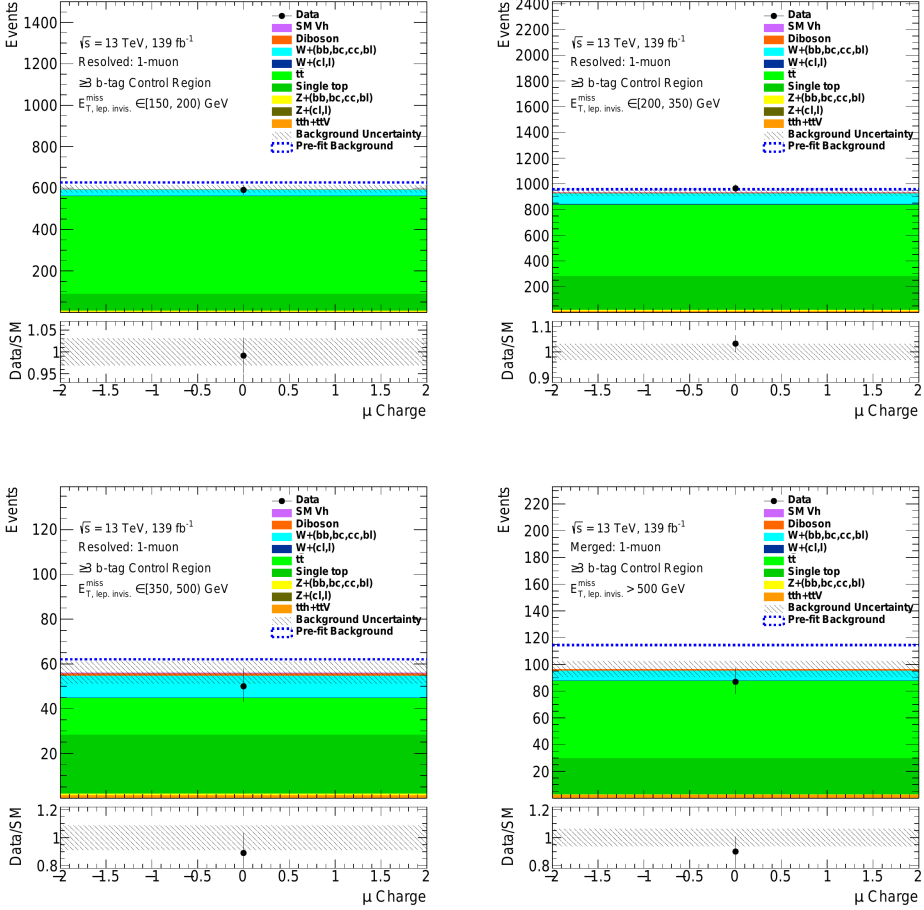 Events
1400
1200
1000
800
600
400
200
√s = 13 TeV, 139 fb⁻¹
Resolved: 1-muon
≥3 b-tag Control Region
E_{T, lep. invis.}^{miss} ∈[150, 200) GeV
Data
SM Vh
Diboson
W+(bb,bc,cc,bl)
W+(cl,l)
tt̄
Single top
Z+(bb,bc,cc,bl)
Z+(cl,l)
tth+ttV
Background Uncertainty
Pre-fit Background
Data/SM
1.05
1
0.95
−2 −1.5 −1 −0.5 0 0.5 1 1.5 2
μ Charge
Events
2400
2200
2000
1800
1600
1400
1200
1000
800
600
400
200
√s = 13 TeV, 139 fb⁻¹
Resolved: 1-muon
≥3 b-tag Control Region
E_{T, lep. invis.}^{miss} ∈[200, 350) GeV
Data
SM Vh
Diboson
W+(bb,bc,cc,bl)
W+(cl,l)
tt̄
Single top
Z+(bb,bc,cc,bl)
Z+(cl,l)
tth+ttV
Background Uncertainty
Pre-fit Background
Data/SM
1.1
1
0.9
−2 −1.5 −1 −0.5 0 0.5 1 1.5 2
μ Charge
Events
120
100
80
60
40
20
√s = 13 TeV, 139 fb⁻¹
Resolved: 1-muon
≥3 b-tag Control Region
E_{T, lep. invis.}^{miss} ∈[350, 500) GeV
Data
SM Vh
Diboson
W+(bb,bc,cc,bl)
W+(cl,l)
tt̄
Single top
Z+(bb,bc,cc,bl)
Z+(cl,l)
tth+ttV
Background Uncertainty
Pre-fit Background
Data/SM
1.2
1
0.8
−2 −1.5 −1 −0.5 0 0.5 1 1.5 2
μ Charge
Events
220
200
180
160
140
120
100
80
60
40
20
√s = 13 TeV, 139 fb⁻¹
Merged: 1-muon
≥3 b-tag Control Region
E_{T, lep. invis.}^{miss} > 500 GeV
Data
SM Vh
Diboson
W+(bb,bc,cc,bl)
W+(cl,l)
tt̄
Single top
Z+(bb,bc,cc,bl)
Z+(cl,l)
tth+ttV
Background Uncertainty
Pre-fit Background
Data/SM
1.2
1
0.8
−2 −1.5 −1 −0.5 0 0.5 1 1.5 2
μ Charge